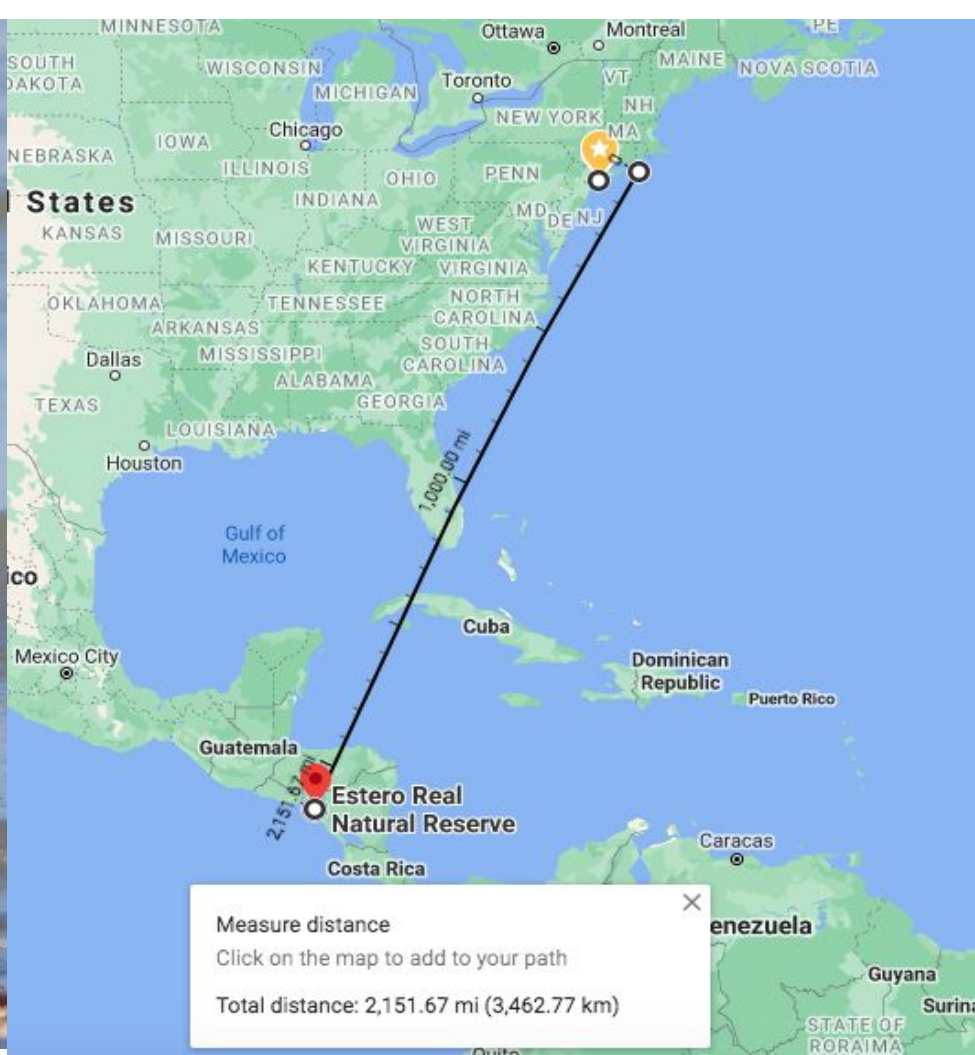 MINNESOTA
Ottawa
Montreal
PE
SOUTH
DAKOTA
WISCONSIN
MICHIGAN
Toronto
VT
MAINE
NOVA SCOTIA
NH
NEW YORK
MA
Chicago
IOWA
NEBRASKA
ILLINOIS
OHIO
PENN
INDIANA
States
MD
DE
NJ
KANSAS
MISSOURI
WEST
VIRGINIA
KENTUCKY
VIRGINIA
OKLAHOMA
TENNESSEE
NORTH
CAROLINA
ARKANSAS
SOUTH
CAROLINA
Dallas
MISSISSIPPI
ALABAMA
TEXAS
GEORGIA
LOUISIANA
Houston
1,000.00 mi
Gulf of
Mexico
ico
Cuba
Mexico City
Dominican
Republic
Puerto Rico
Guatemala
2,151.67 mi
Estero Real
Natural Reserve
Caracas
Costa Rica
enezuela
Measure distance
Click on the map to add to your path
Total distance: 2,151.67 mi (3,462.77 km)
Guyana
Surina
STATE OF
RORAIMA
Quito